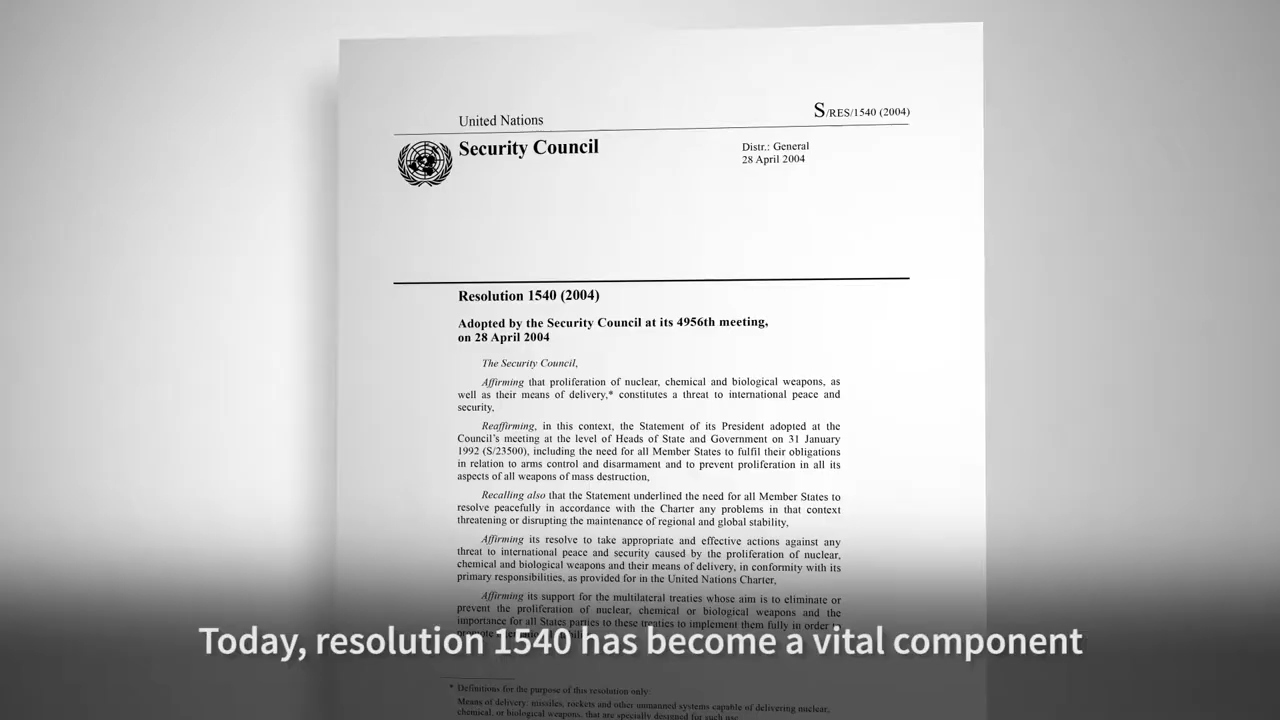 United Nations
S/RES/1540 (2004)
Security Council
Distr.: General
28 April 2004
Resolution 1540 (2004)
Adopted by the Security Council at its 4956th meeting,
on 28 April 2004
The Security Council,
Affirming that proliferation of nuclear, chemical and biological weapons, as
well as their means of delivery,* constitutes a threat to international peace and
security,
Reaffirming, in this context, the Statement of its President adopted at the
Council's meeting at the level of Heads of State and Government on 31 January
1992 (S/23500), including the need for all Member States to fulfil their obligations
in relation to arms control and disarmament and to prevent proliferation in all its
aspects of all weapons of mass destruction,
Recalling also that the Statement underlined the need for all Member States to
resolve peacefully in accordance with the Charter any problems in that context
threatening or disrupting the maintenance of regional and global stability,
Affirming its resolve to take appropriate and effective actions against any
threat to international peace and security caused by the proliferation of nuclear,
chemical and biological weapons and their means of delivery, in conformity with its
primary responsibilities, as provided for in the United Nations Charter,
Affirming its support for the multilateral treaties whose aim is to eliminate or
prevent the proliferation of nuclear, chemical or biological weapons and the
importance for all States parties to these treaties to implement them fully in order to
Today, resolution 1540 has become a vital component
* Definitions for the purpose of this resolution only:
Means of delivery: missiles, rockets and other unmanned systems capable of delivering nuclear,
chemical, or biological weapons, that are specially designed for such use.